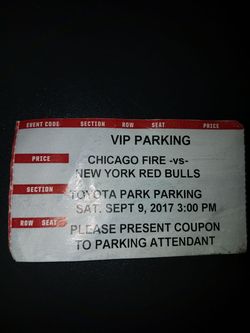 EVENT CODE SECTION ROW SEAT PRICE
VIP PARKING
PRICE CHICAGO FIRE -vs-
NEW YORK RED BULLS
SECTION TOYOTA PARK PARKING
SAT. SEPT 9, 2017 3:00 PM
ROW SEAT PLEASE PRESENT COUPON
TO PARKING ATTENDANT